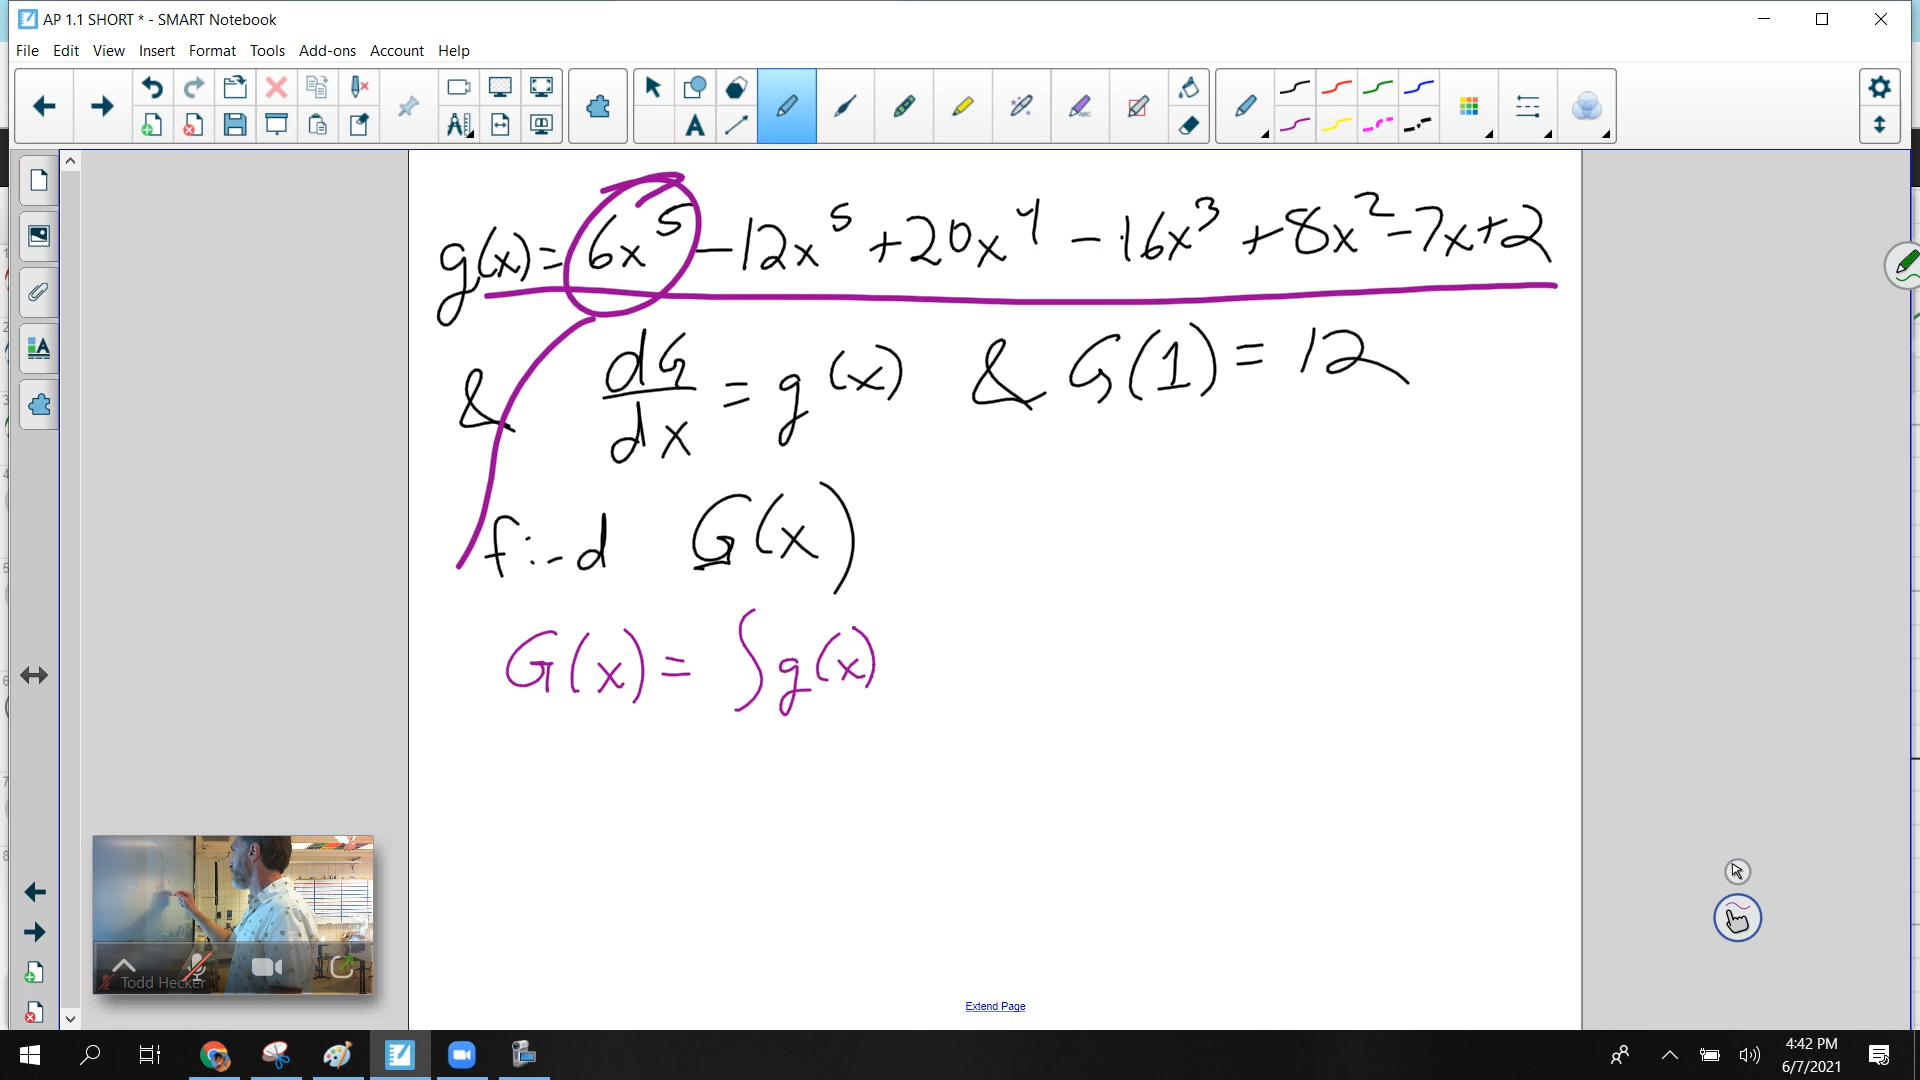 AP 1.1 SHORT * - SMART Notebook
File Edit View Insert Format Tools Add-ons Account Help
g(x)= 6x^5 -12x^5 +20x^4 -16x^3 +8x^2 -7x+2
& dG/dx = g(x) & G(1) = 12
find G(x)
G(x) = ∫g(x)
Todd Hecker
Extend Page
4:42 PM
6/7/2021